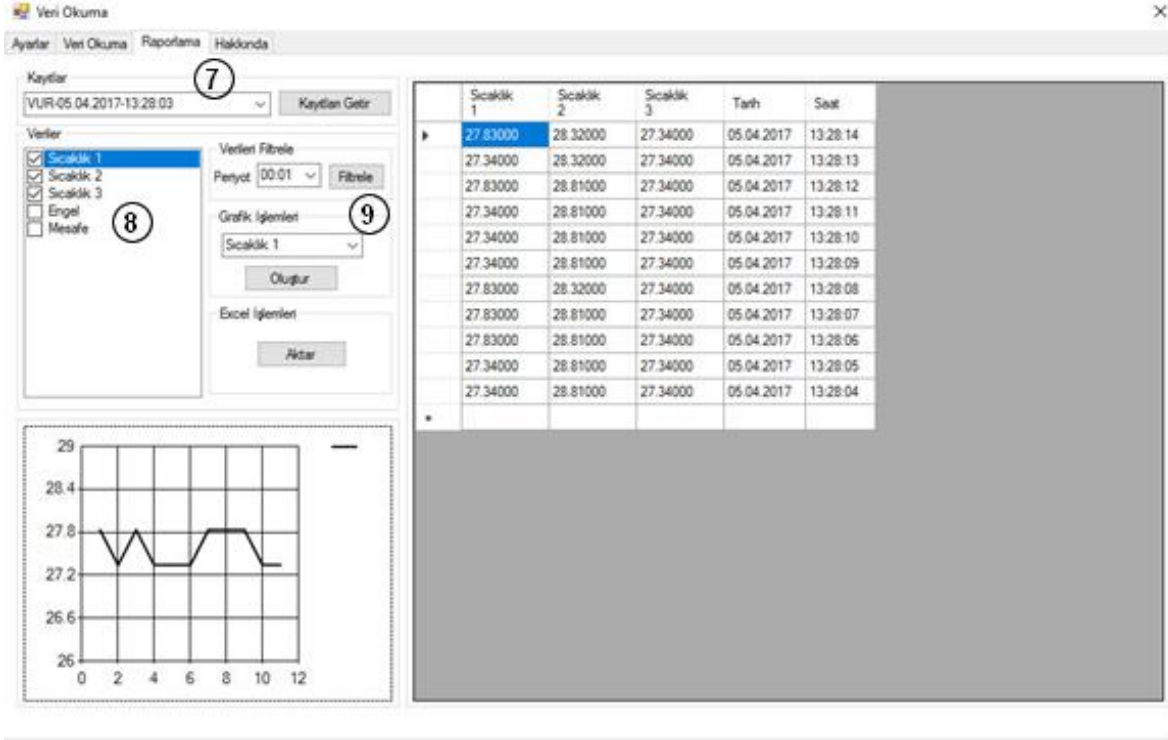 Veri Okuma
Ayarlar Veri Okuma Raporlama Hakkında
Kayıtlar
7
VUR-05.04.2017-13:28:03 Kayıtları Getir
Veriler
Sıcaklık 1
Sıcaklık 2
Sıcaklık 3
Engel
Mesafe
8
Verileri Filtrele
Periyot 00:01 Filtrele
9
Grafik İşlemleri
Sıcaklık 1
Oluştur
Excel İşlemleri
Aktar
Sıcaklık 1 Sıcaklık 2 Sıcaklık 3 Tarih Saat
27.83000 28.32000 27.34000 05.04.2017 13:28:14
27.34000 28.32000 27.34000 05.04.2017 13:28:13
27.83000 28.81000 27.34000 05.04.2017 13:28:12
27.34000 28.81000 27.34000 05.04.2017 13:28:11
27.34000 28.81000 27.34000 05.04.2017 13:28:10
27.34000 28.81000 27.34000 05.04.2017 13:28:09
27.83000 28.32000 27.34000 05.04.2017 13:28:08
27.83000 28.81000 27.34000 05.04.2017 13:28:07
27.83000 28.81000 27.34000 05.04.2017 13:28:06
27.34000 28.81000 27.34000 05.04.2017 13:28:05
27.34000 28.81000 27.34000 05.04.2017 13:28:04
29
28.4
27.8
27.2
26.6
26
0 2 4 6 8 10 12